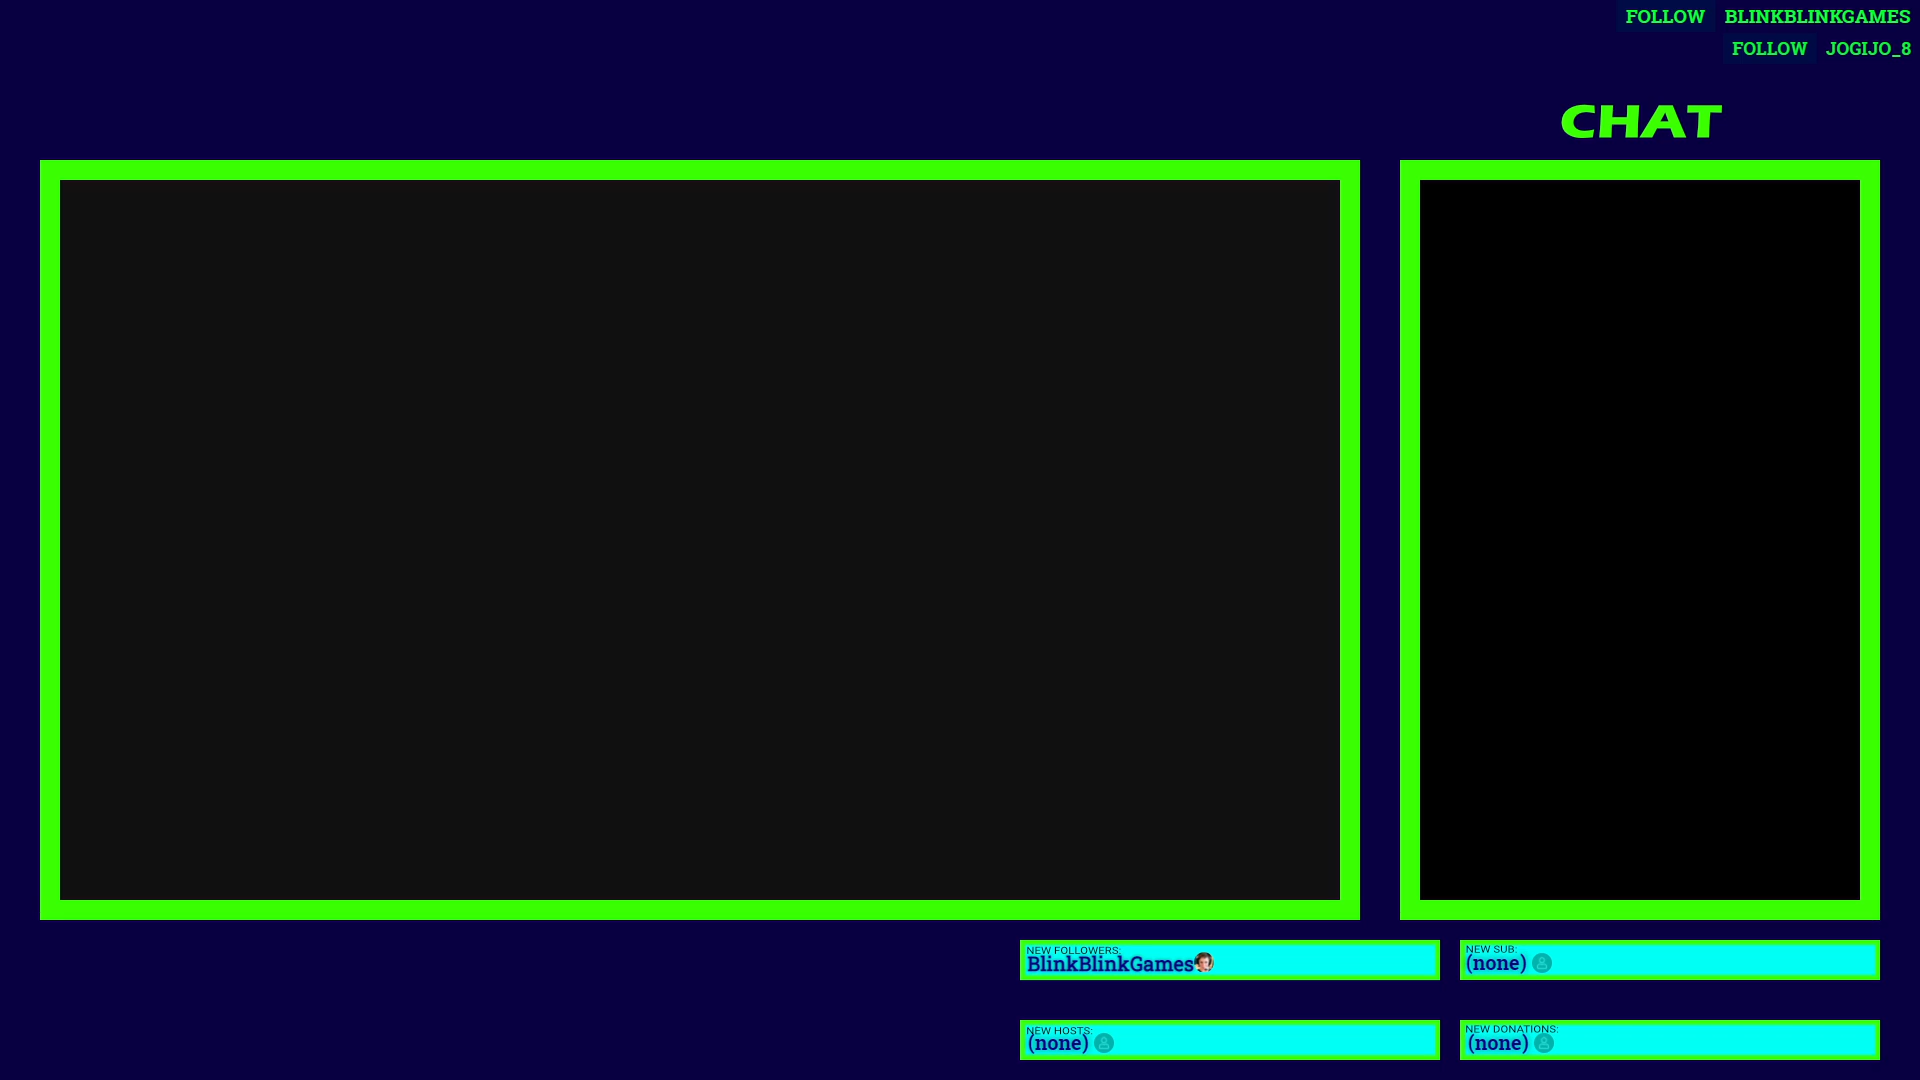 FOLLOW BLINKBLINKGAMES
FOLLOW JOGIJO_8
CHAT
NEW FOLLOWERS:
BlinkBlinkGames
NEW SUB:
(none)
NEW HOSTS:
(none)
NEW DONATIONS:
(none)